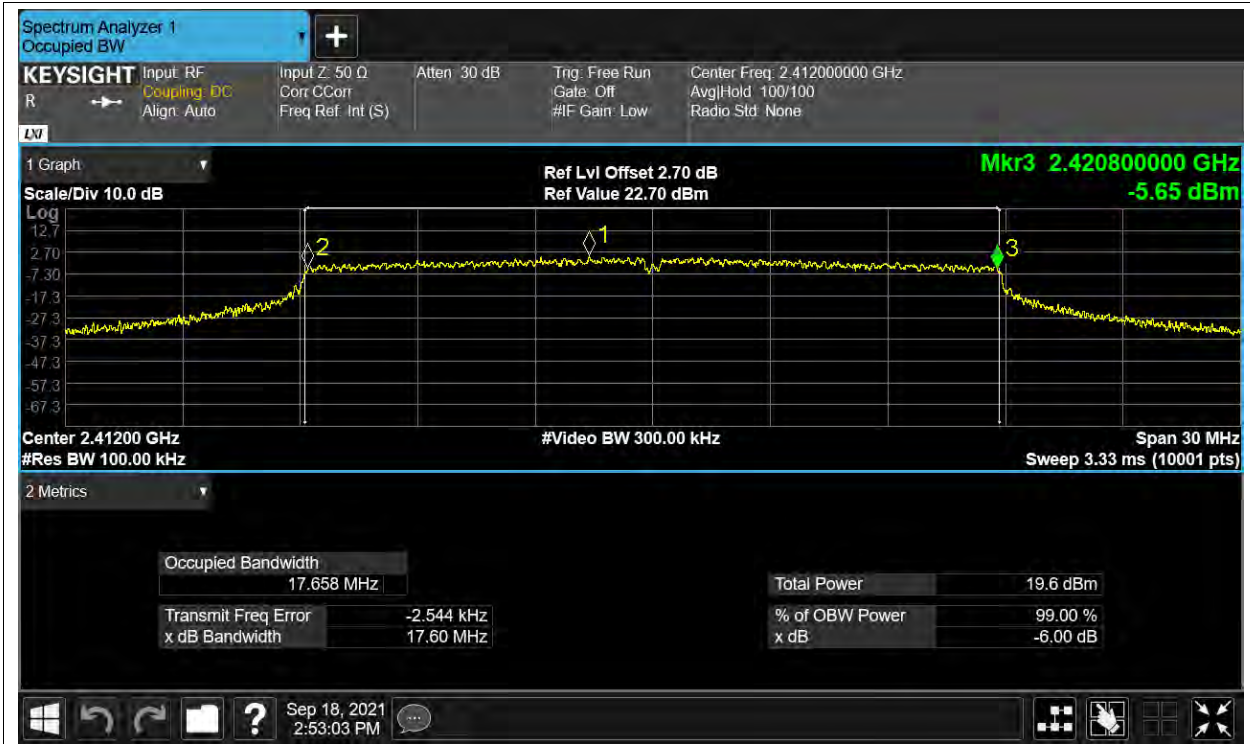 Spectrum Analyzer 1
Occupied BW
KEYSIGHT
R
LXI
Input: RF
Coupling: DC
Align: Auto
Input Z: 50 Ω
Corr CCorr
Freq Ref: Int (S)
Atten: 30 dB
Trig: Free Run
Gate: Off
#IF Gain: Low
Center Freq: 2.412000000 GHz
Avg|Hold: 100/100
Radio Std: None
1 Graph
Scale/Div 10.0 dB
Ref Lvl Offset 2.70 dB
Ref Value 22.70 dBm
Mkr3 2.420800000 GHz
-5.65 dBm
Log
12.7
2.70
-7.30
-17.3
-27.3
-37.3
-47.3
-57.3
-67.3
2
1
3
Center 2.41200 GHz
#Res BW 100.00 kHz
#Video BW 300.00 kHz
Span 30 MHz
Sweep 3.33 ms (10001 pts)
2 Metrics
Occupied Bandwidth
17.658 MHz
Transmit Freq Error -2.544 kHz
x dB Bandwidth 17.60 MHz
Total Power 19.6 dBm
% of OBW Power 99.00 %
x dB -6.00 dB
?
Sep 18, 2021
2:53:03 PM